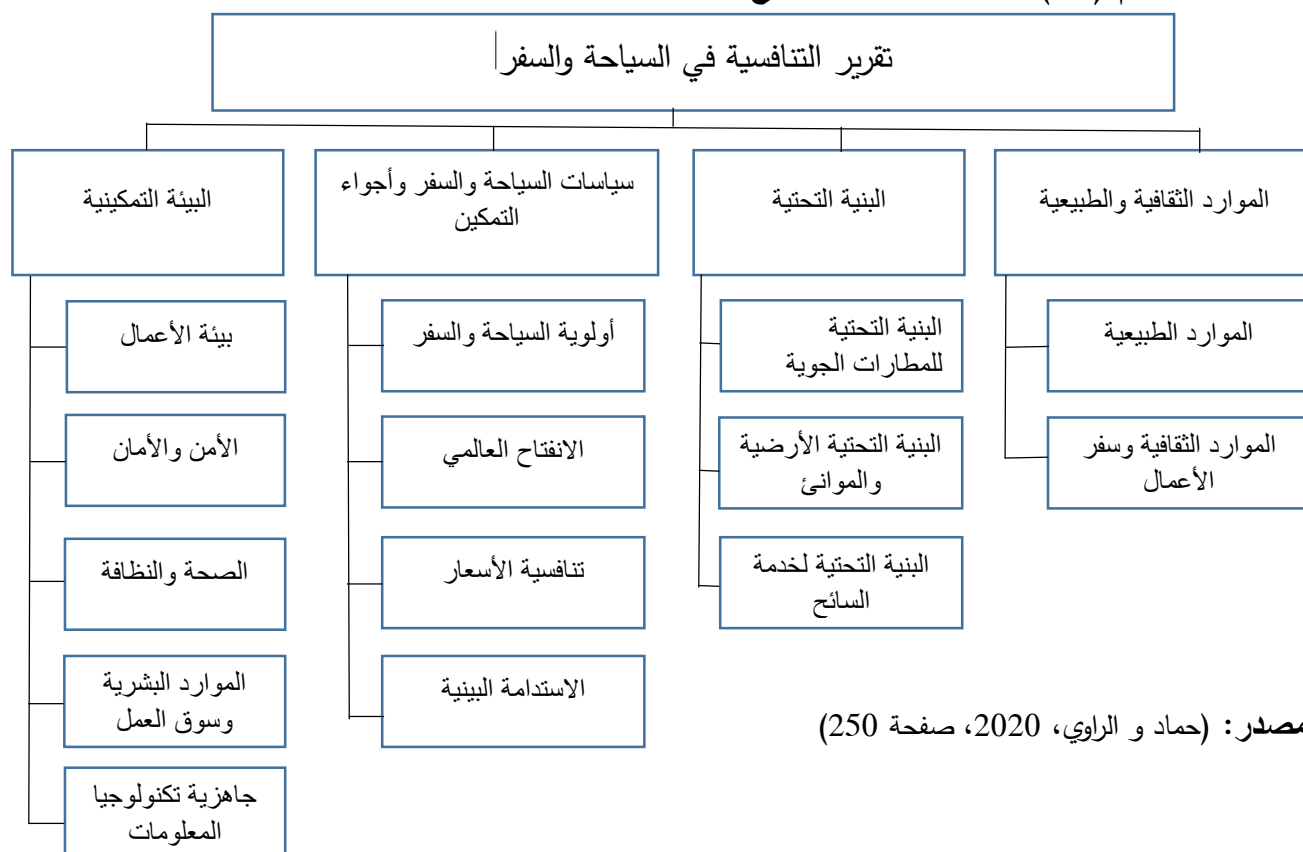 تقرير التنافسية في السياحة والسفر
الموارد الثقافية والطبيعية
البنية التحتية
سياسات السياحة والسفر وأجواء
التمكين
البيئة التمكينية
الموارد الطبيعية
الموارد الثقافية وسفر
الأعمال
البنية التحتية
للمطارات الجوية
البنية التحتية الأرضية
والموانئ
البنية التحتية لخدمة
السائح
أولوية السياحة والسفر
الانفتاح العالمي
تنافسية الأسعار
الاستدامة البينية
بيئة الأعمال
الأمن والأمان
الصحة والنظافة
الموارد البشرية
وسوق العمل
جاهزية تكنولوجيا
المعلومات
مصدر: (حماد و الراوي، 2020، صفحة 250)